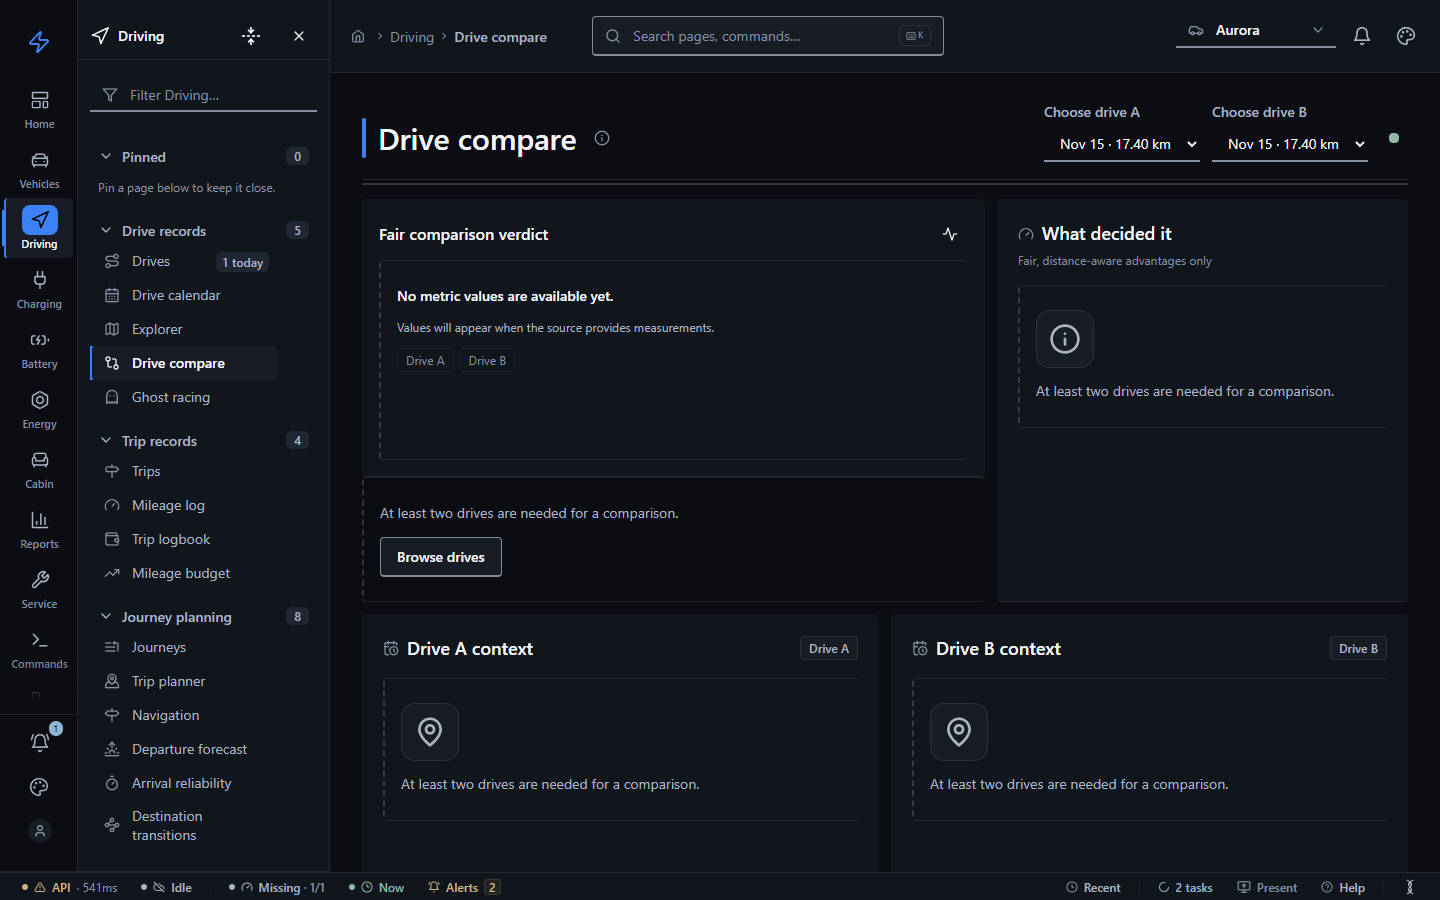 Home
Vehicles
Driving
Charging
Battery
Energy
Cabin
Reports
Service
Commands
1
Driving
Filter Driving...
Pinned 0
Pin a page below to keep it close.
Drive records 5
Drives 1 today
Drive calendar
Explorer
Drive compare
Ghost racing
Trip records 4
Trips
Mileage log
Trip logbook
Mileage budget
Journey planning 8
Journeys
Trip planner
Navigation
Departure forecast
Arrival reliability
Destination
transitions
Driving Drive compare
Search pages, commands... K
Aurora
Drive compare
Choose drive A
Nov 15 · 17.40 km
Choose drive B
Nov 15 · 17.40 km
Fair comparison verdict
No metric values are available yet.
Values will appear when the source provides measurements.
Drive A Drive B
At least two drives are needed for a comparison.
Browse drives
What decided it
Fair, distance-aware advantages only
At least two drives are needed for a comparison.
Drive A context Drive A
At least two drives are needed for a comparison.
Drive B context Drive B
At least two drives are needed for a comparison.
API · 541ms Idle Missing · 1/1 Now Alerts 2 Recent 2 tasks Present Help